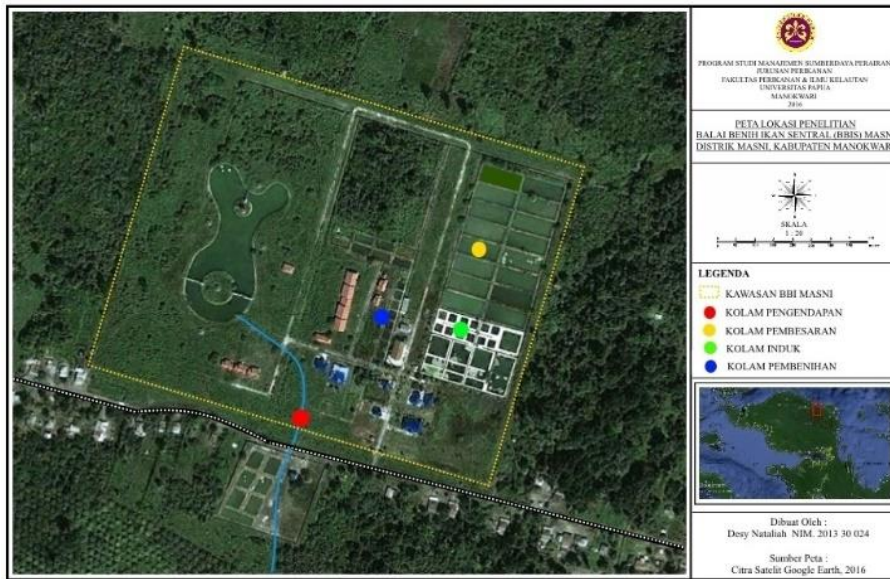 PROGRAM STUDI MANAJEMEN SUMBERDAYA PERAIRAN
JURUSAN PERIKANAN
FAKULTAS PERIKANAN & ILMU KELAUTAN
UNIVERSITAS PAPUA
MANOKWARI
2016
PETA LOKASI PENELITIAN
BALAI BENIH IKAN SENTRAL (BBIS) MASNI
DISTRIK MASNI, KABUPATEN MANOKWARI
SKALA
1 : 20
LEGENDA
KAWASAN BBI MASNI
KOLAM PENGENDAPAN
KOLAM PEMBESARAN
KOLAM INDUK
KOLAM PEMBENIHAN
Dibuat Oleh :
Desy Nataliah NIM. 2013 30 024
Sumber Peta :
Citra Satelit Google Earth, 2016